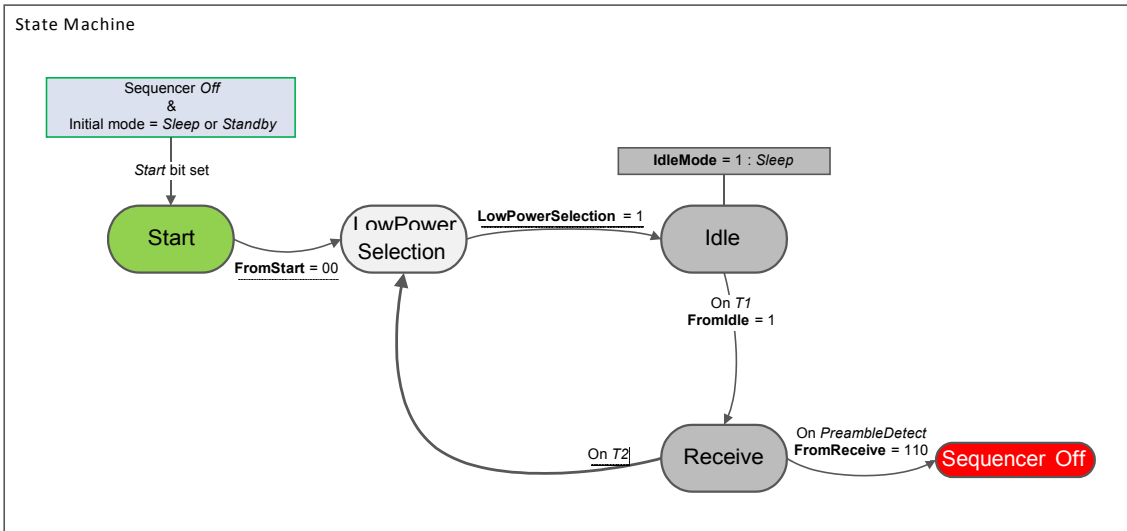 State Machine
Sequencer Off
&
Initial mode = Sleep or Standby
Start bit set
IdleMode = 1 : Sleep
Start
FromStart = 00
LowPower
Selection
LowPowerSelection = 1
Idle
On T1
FromIdle = 1
On T2
Receive
On PreambleDetect
FromReceive = 110
Sequencer Off